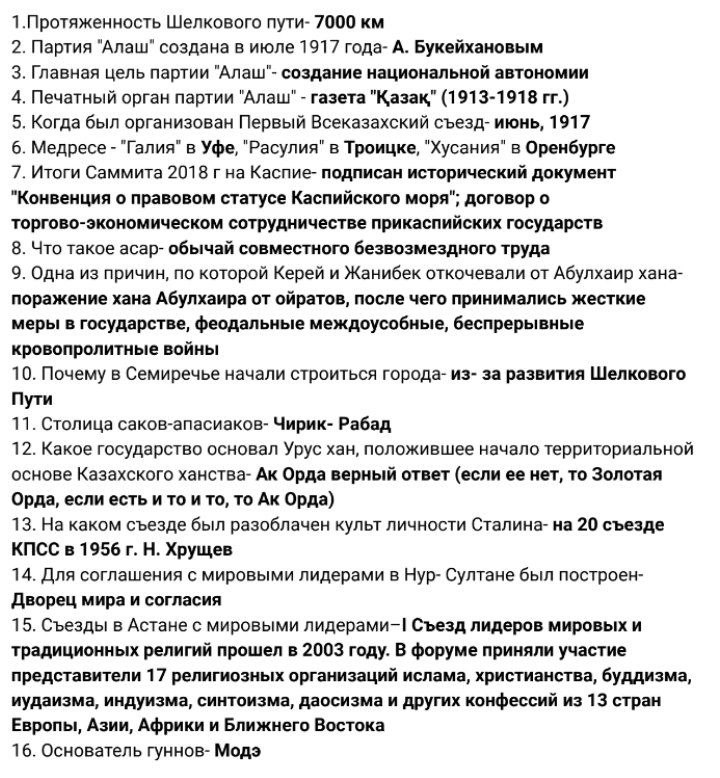 1.Протяженность Шелкового пути- 7000 км
2. Партия "Алаш" создана в июле 1917 года- А. Букейхановым
3. Главная цель партии "Алаш"- создание национальной автономии
4. Печатный орган партии "Алаш" - газета "Қазақ" (1913-1918 гг.)
5. Когда был организован Первый Всеказахский съезд- июнь, 1917
6. Медресе - "Галия" в Уфе, "Расулия" в Троицке, "Хусания" в Оренбурге
7. Итоги Саммита 2018 г на Каспие- подписан исторический документ
"Конвенция о правовом статусе Каспийского моря"; договор о
торгово-экономическом сотрудничестве прикаспийских государств
8. Что такое асар- обычай совместного безвозмездного труда
9. Одна из причин, по которой Керей и Жанибек откочевали от Абулхаир хана-
поражение хана Абулхаира от ойратов, после чего принимались жесткие
меры в государстве, феодальные междоусобные, беспрерывные
кровопролитные войны
10. Почему в Семиречье начали строиться города- из- за развития Шелкового
Пути
11. Столица саков-апасиаков- Чирик- Рабад
12. Какое государство основал Урус хан, положившее начало территориальной
основе Казахского ханства- Ак Орда верный ответ (если ее нет, то Золотая
Орда, если есть и то и то, то Ак Орда)
13. На каком съезде был разоблачен культ личности Сталина- на 20 съезде
КПСС в 1956 г. Н. Хрущев
14. Для соглашения с мировыми лидерами в Нур- Султане был построен-
Дворец мира и согласия
15. Съезды в Астане с мировыми лидерами–I Съезд лидеров мировых и
традиционных религий прошел в 2003 году. В форуме приняли участие
представители 17 религиозных организаций ислама, христианства, буддизма,
иудаизма, индуизма, синтоизма, даосизма и других конфессий из 13 стран
Европы, Азии, Африки и Ближнего Востока
16. Основатель гуннов- Модэ